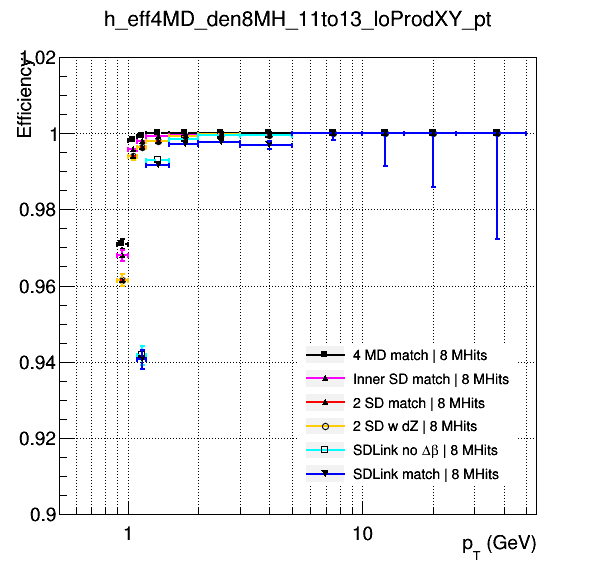 h_eff4MD_den8MH_11to13_loProdXY_pt
Efficiency
1.02
1
0.98
0.96
0.94
0.92
0.9
4 MD match | 8 MHits
Inner SD match | 8 MHits
2 SD match | 8 MHits
2 SD w dZ | 8 MHits
SDLink no Δβ | 8 MHits
SDLink match | 8 MHits
1
10
p_T (GeV)